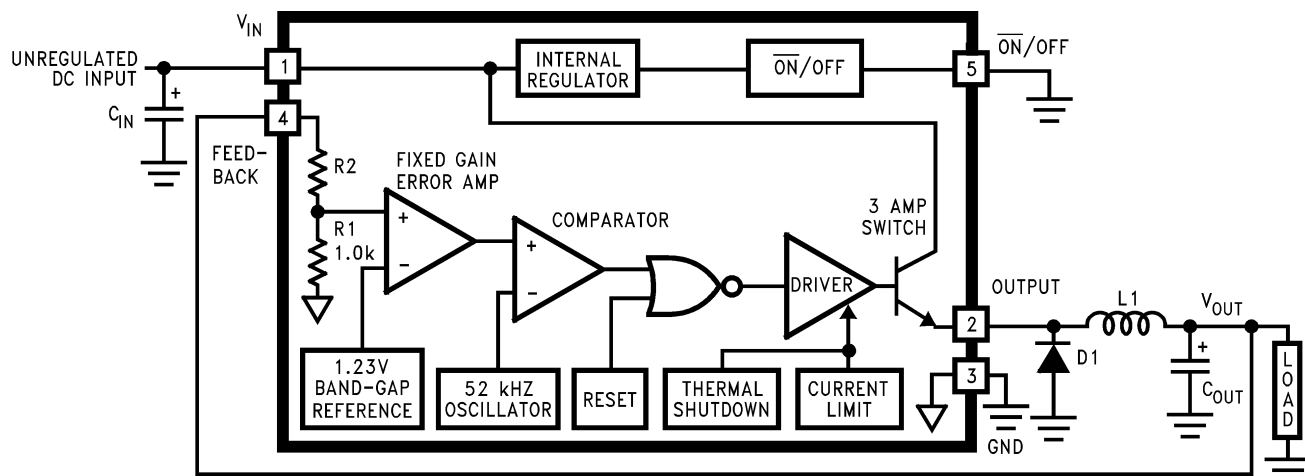 V_IN
UNREGULATED
DC INPUT
+
C_IN
1
INTERNAL
REGULATOR
ON/OFF
5
ON/OFF
4
FEED-
BACK
R2
R1
1.0k
FIXED GAIN
ERROR AMP
+
−
COMPARATOR
+
−
DRIVER
3 AMP
SWITCH
OUTPUT
2
L1
V_OUT
D1
+
C_OUT
LOAD
3
GND
1.23V
BAND-GAP
REFERENCE
52 kHZ
OSCILLATOR
RESET
THERMAL
SHUTDOWN
CURRENT
LIMIT